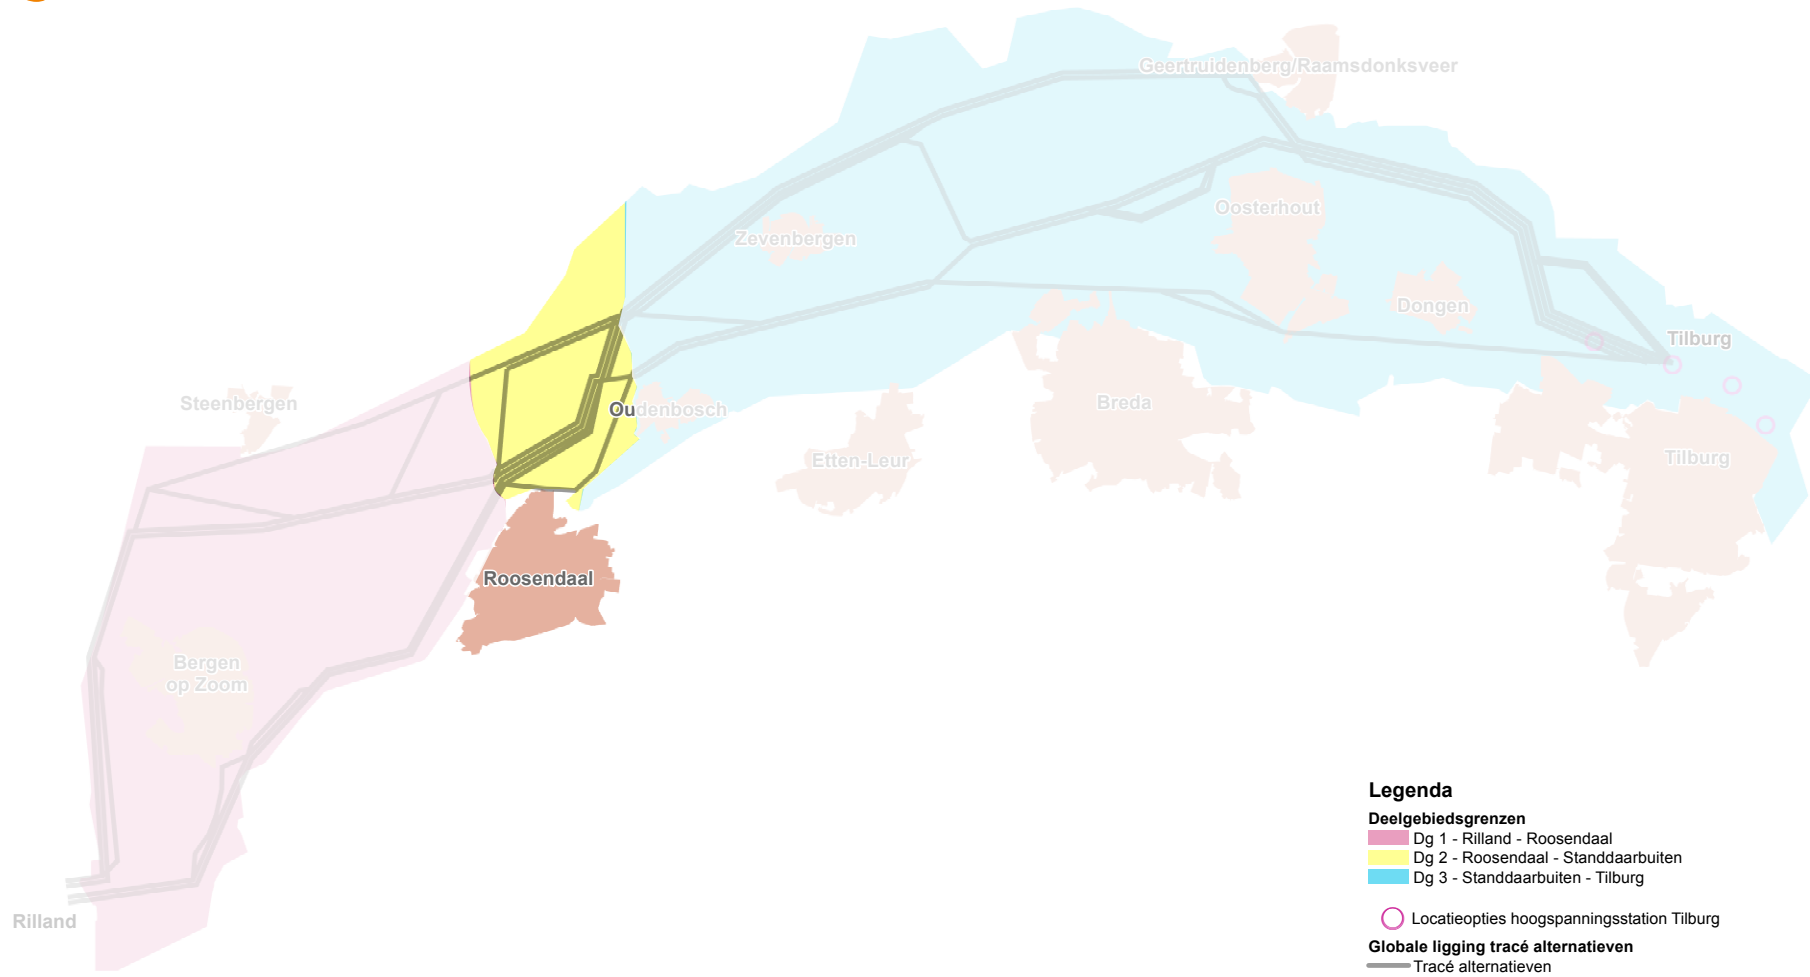 Geertruidenberg/Raamsdonksveer
Oosterhout
Zevenbergen
Dongen
Tilburg
Steenbergen
Oudenbosch
Breda
Etten-Leur
Tilburg
Roosendaal
Bergen
op Zoom
Rilland
Legenda
Deelgebiedsgrenzen
Dg 1 - Rilland - Roosendaal
Dg 2 - Roosendaal - Standdaarbuiten
Dg 3 - Standdaarbuiten - Tilburg
Locatieopties hoogspanningsstation Tilburg
Globale ligging tracé alternatieven
Tracé alternatieven